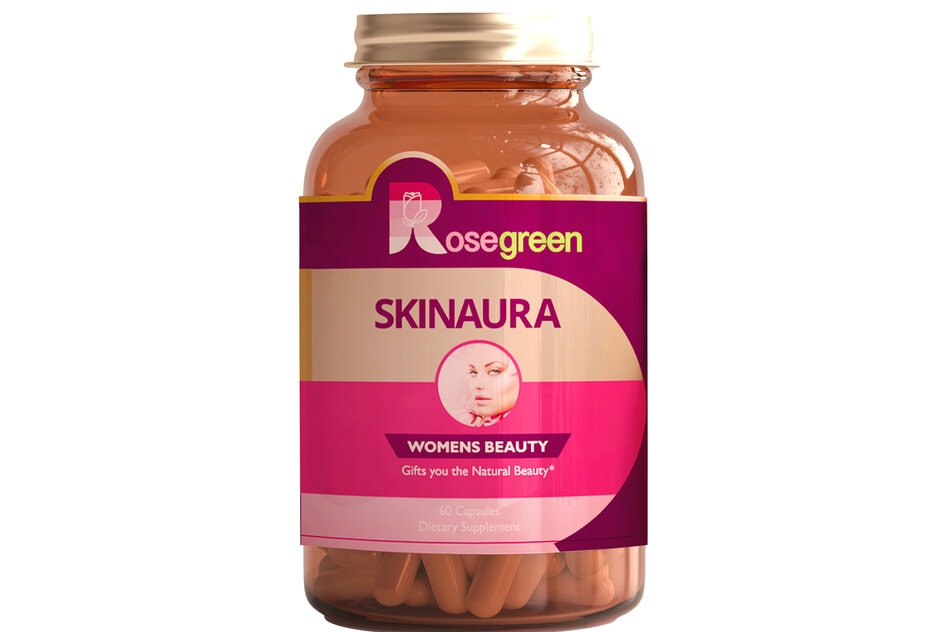 Rosegreen
SKINAURA
WOMENS BEAUTY
Gifts you the Natural Beauty*
60 Capsules
Dietary Supplement